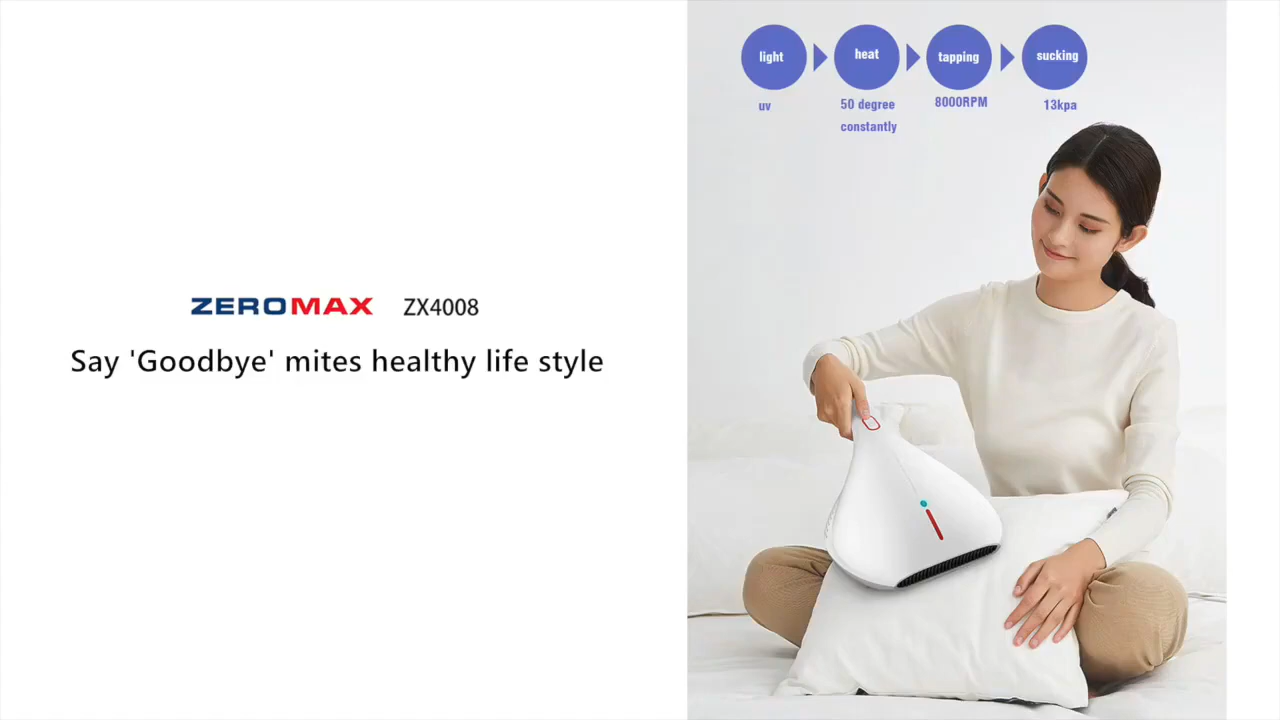 ZEROMAX ZX4008
Say 'Goodbye' mites healthy life style
light heat tapping sucking
uv 50 degree constantly 8000RPM 13kpa